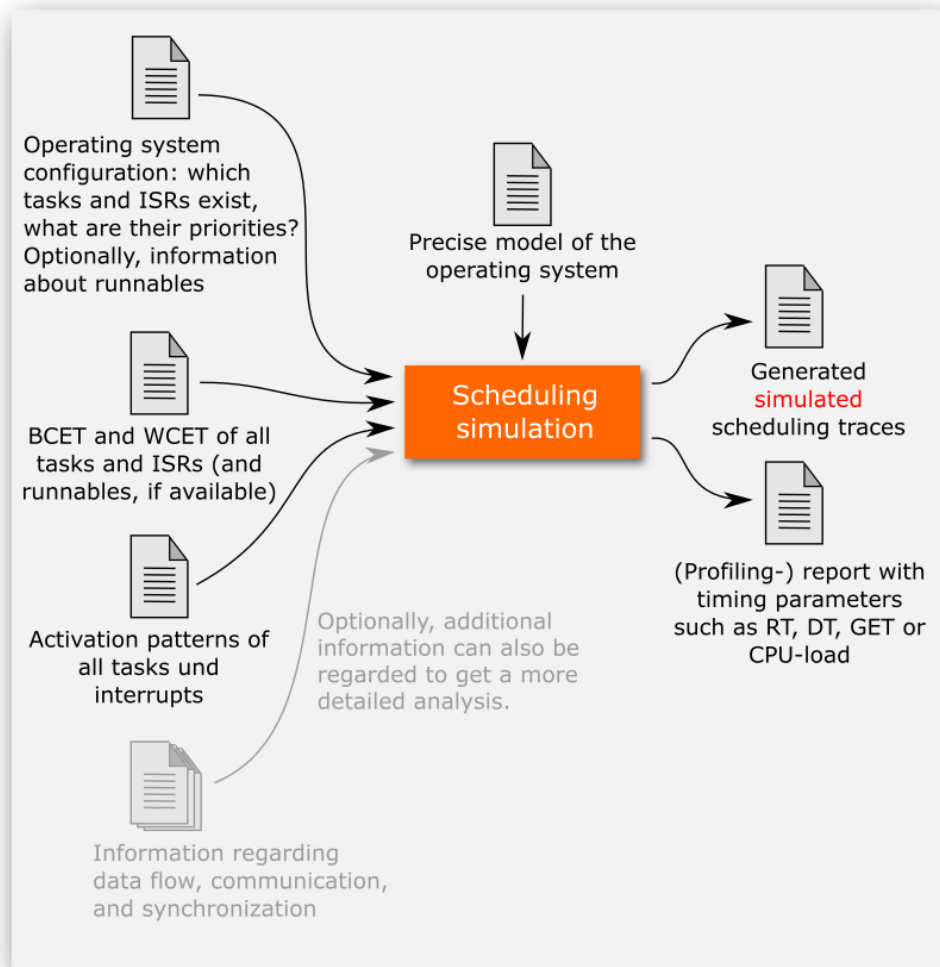 Operating system
configuration: which
tasks and ISRs exist,
what are their priorities?
Optionally, information
about runnables
Precise model of the
operating system
BCET and WCET of all
tasks and ISRs (and
runnables, if available)
Activation patterns of
all tasks und
interrupts
Optionally, additional
information can also be
regarded to get a more
detailed analysis.
Information regarding
data flow, communication,
and synchronization
Scheduling
simulation
Generated
simulated
scheduling traces
(Profiling-) report with
timing parameters
such as RT, DT, GET or
CPU-load